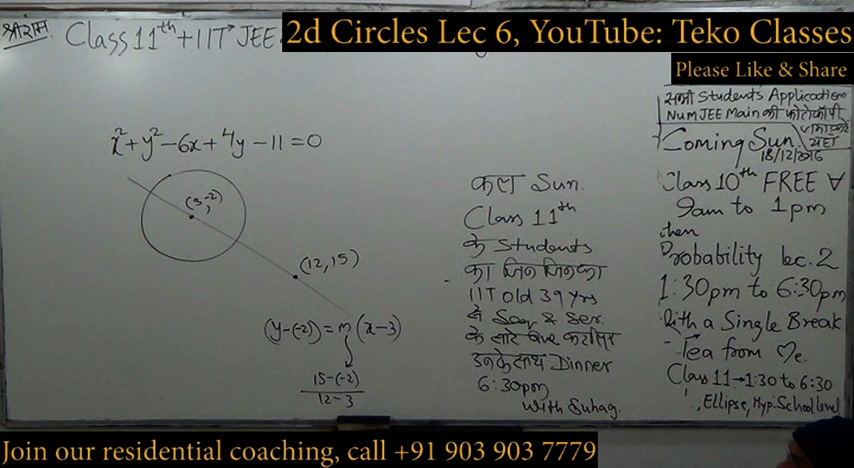 श्रीराम. Class 11th + IIT JEE
2d Circles Lec 6, YouTube: Teko Classes
Please Like & Share
x²+y²-6x+4y-11=0
(3,-2)
(12,15)
(y-(-2))=m(x-3)
15-(-2)
12-3
कल Sun.
Class 11th
के Students
का जिन जिनका
IIT old 39 yrs
से Seq & Ser.
के सारे Que
उनके साथ Dinner
6:30pm
with Suhag.
सभी Students Application
Num JEE Main की फोटोकॉपी
Coming Sun.
18/12/2016
Class 10th FREE ∀
9am to 1pm
then
Probability Lec. 2
1:30pm to 6:30pm
With a Single Break
- Tea from Me.
Class 11→1:30 to 6:30
, Ellipse, Hyp. School level
Join our residential coaching, call +91 903 903 7779